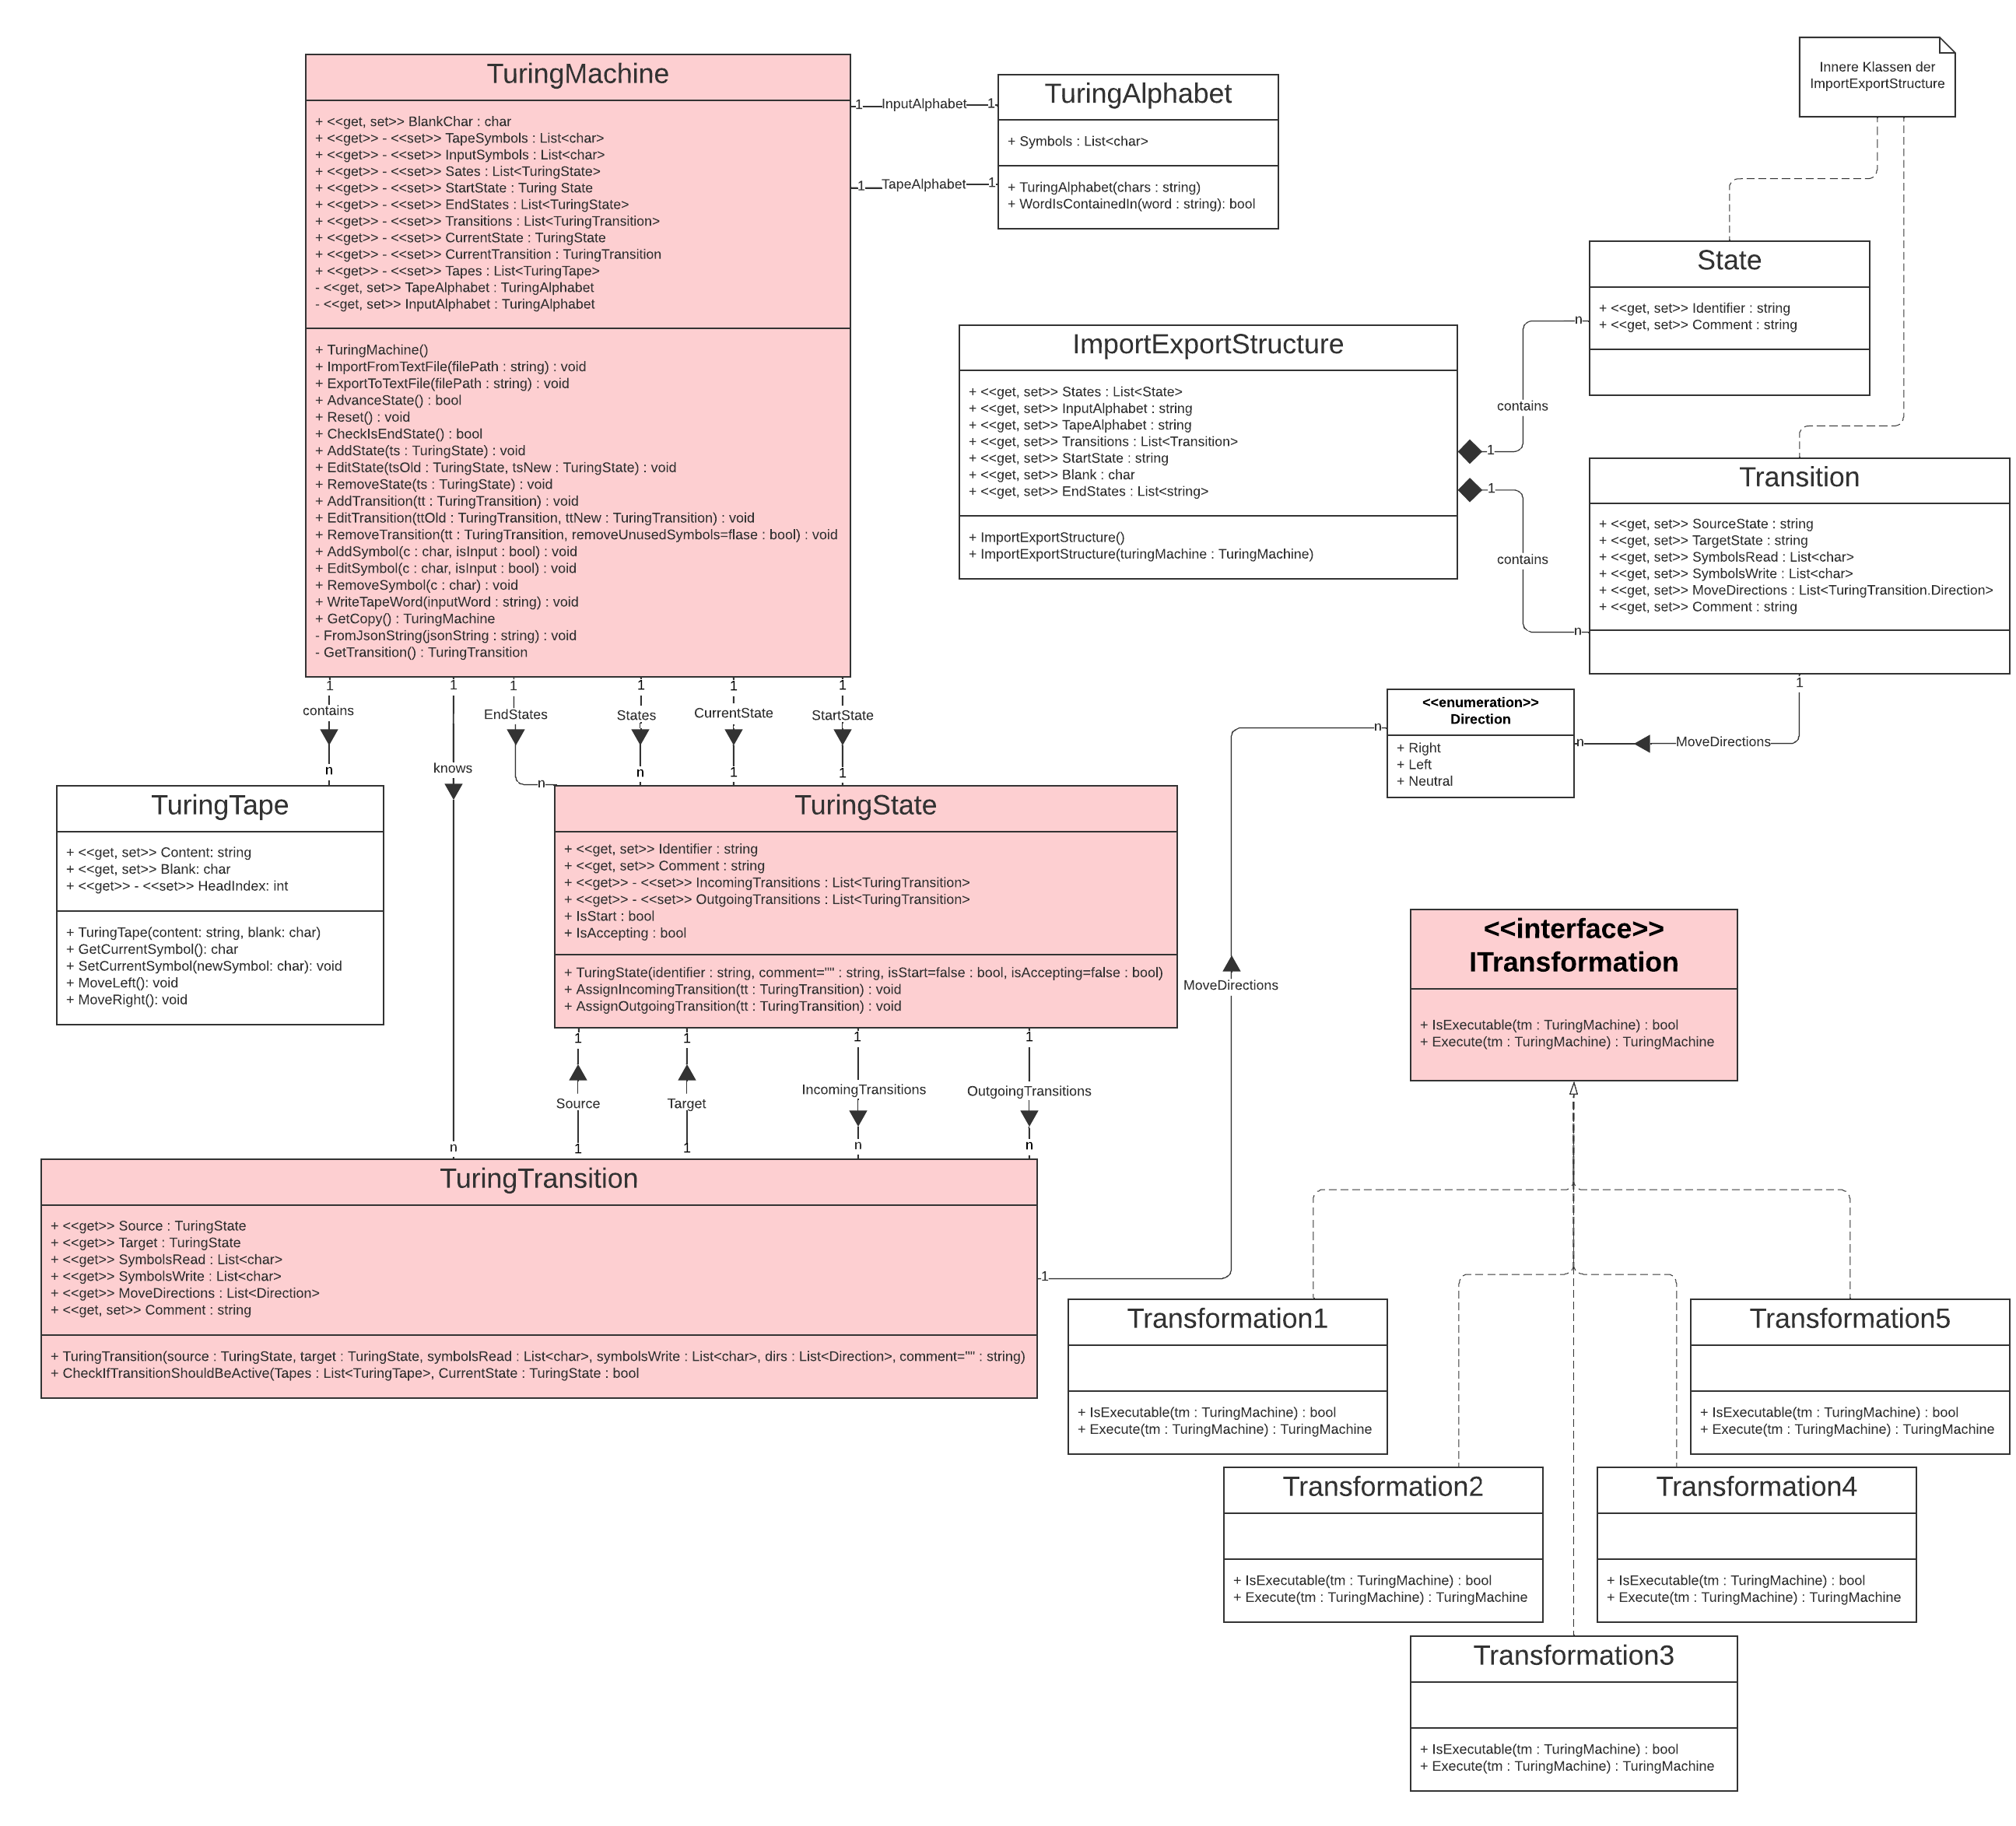 TuringMachine
+ <<get, set>> BlankChar : char
+ <<get>> - <<set>> TapeSymbols : List<char>
+ <<get>> - <<set>> InputSymbols : List<char>
+ <<get>> - <<set>> Sates : List<TuringState>
+ <<get>> - <<set>> StartState : Turing State
+ <<get>> - <<set>> EndStates : List<TuringState>
+ <<get>> - <<set>> Transitions : List<TuringTransition>
+ <<get>> - <<set>> CurrentState : TuringState
+ <<get>> - <<set>> CurrentTransition : TuringTransition
+ <<get>> - <<set>> Tapes : List<TuringTape>
- <<get, set>> TapeAlphabet : TuringAlphabet
- <<get, set>> InputAlphabet : TuringAlphabet
+ TuringMachine()
+ ImportFromTextFile(filePath : string) : void
+ ExportToTextFile(filePath : string) : void
+ AdvanceState() : bool
+ Reset() : void
+ CheckIsEndState() : bool
+ AddState(ts : TuringState) : void
+ EditState(tsOld : TuringState, tsNew : TuringState) : void
+ RemoveState(ts : TuringState) : void
+ AddTransition(tt : TuringTransition) : void
+ EditTransition(ttOld : TuringTransition, ttNew : TuringTransition) : void
+ RemoveTransition(tt : TuringTransition, removeUnusedSymbols=flase : bool) : void
+ AddSymbol(c : char, isInput : bool) : void
+ EditSymbol(c : char, isInput : bool) : void
+ RemoveSymbol(c : char) : void
+ WriteTapeWord(inputWord : string) : void
+ GetCopy() : TuringMachine
- FromJsonString(jsonString : string) : void
- GetTransition() : TuringTransition
1 InputAlphabet 1
1 TapeAlphabet 1
TuringAlphabet
+ Symbols : List<char>
+ TuringAlphabet(chars : string)
+ WordIsContainedIn(word : string): bool
Innere Klassen der
ImportExportStructure
State
+ <<get, set>> Identifier : string
+ <<get, set>> Comment : string
ImportExportStructure
+ <<get, set>> States : List<State>
+ <<get, set>> InputAlphabet : string
+ <<get, set>> TapeAlphabet : string
+ <<get, set>> Transitions : List<Transition>
+ <<get, set>> StartState : string
+ <<get, set>> Blank : char
+ <<get, set>> EndStates : List<string>
+ ImportExportStructure()
+ ImportExportStructure(turingMachine : TuringMachine)
n
contains
1
1
contains
n
Transition
+ <<get, set>> SourceState : string
+ <<get, set>> TargetState : string
+ <<get, set>> SymbolsRead : List<char>
+ <<get, set>> SymbolsWrite : List<char>
+ <<get, set>> MoveDirections : List<TuringTransition.Direction>
+ <<get, set>> Comment : string
1
n MoveDirections
<<enumeration>>
Direction
+ Right
+ Left
+ Neutral
n
1 1 1 1 1 1
contains
knows
EndStates
States
CurrentState
StartState
n n n 1 1
TuringTape
+ <<get, set>> Content: string
+ <<get, set>> Blank: char
+ <<get>> - <<set>> HeadIndex: int
+ TuringTape(content: string, blank: char)
+ GetCurrentSymbol(): char
+ SetCurrentSymbol(newSymbol: char): void
+ MoveLeft(): void
+ MoveRight(): void
TuringState
+ <<get, set>> Identifier : string
+ <<get, set>> Comment : string
+ <<get>> - <<set>> IncomingTransitions : List<TuringTransition>
+ <<get>> - <<set>> OutgoingTransitions : List<TuringTransition>
+ IsStart : bool
+ IsAccepting : bool
+ TuringState(identifier : string, comment="" : string, isStart=false : bool, isAccepting=false : bool)
+ AssignIncomingTransition(tt : TuringTransition) : void
+ AssignOutgoingTransition(tt : TuringTransition) : void
MoveDirections
1 1 1 1
Source
Target
IncomingTransitions
OutgoingTransitions
n 1 1 n n
TuringTransition
+ <<get>> Source : TuringState
+ <<get>> Target : TuringState
+ <<get>> SymbolsRead : List<char>
+ <<get>> SymbolsWrite : List<char>
+ <<get>> MoveDirections : List<Direction>
+ <<get, set>> Comment : string
+ TuringTransition(source : TuringState, target : TuringState, symbolsRead : List<char>, symbolsWrite : List<char>, dirs : List<Direction>, comment="" : string)
+ CheckIfTransitionShouldBeActive(Tapes : List<TuringTape>, CurrentState : TuringState : bool
1
<<interface>>
ITransformation
+ IsExecutable(tm : TuringMachine) : bool
+ Execute(tm : TuringMachine) : TuringMachine
Transformation1
+ IsExecutable(tm : TuringMachine) : bool
+ Execute(tm : TuringMachine) : TuringMachine
Transformation5
+ IsExecutable(tm : TuringMachine) : bool
+ Execute(tm : TuringMachine) : TuringMachine
Transformation2
+ IsExecutable(tm : TuringMachine) : bool
+ Execute(tm : TuringMachine) : TuringMachine
Transformation4
+ IsExecutable(tm : TuringMachine) : bool
+ Execute(tm : TuringMachine) : TuringMachine
Transformation3
+ IsExecutable(tm : TuringMachine) : bool
+ Execute(tm : TuringMachine) : TuringMachine